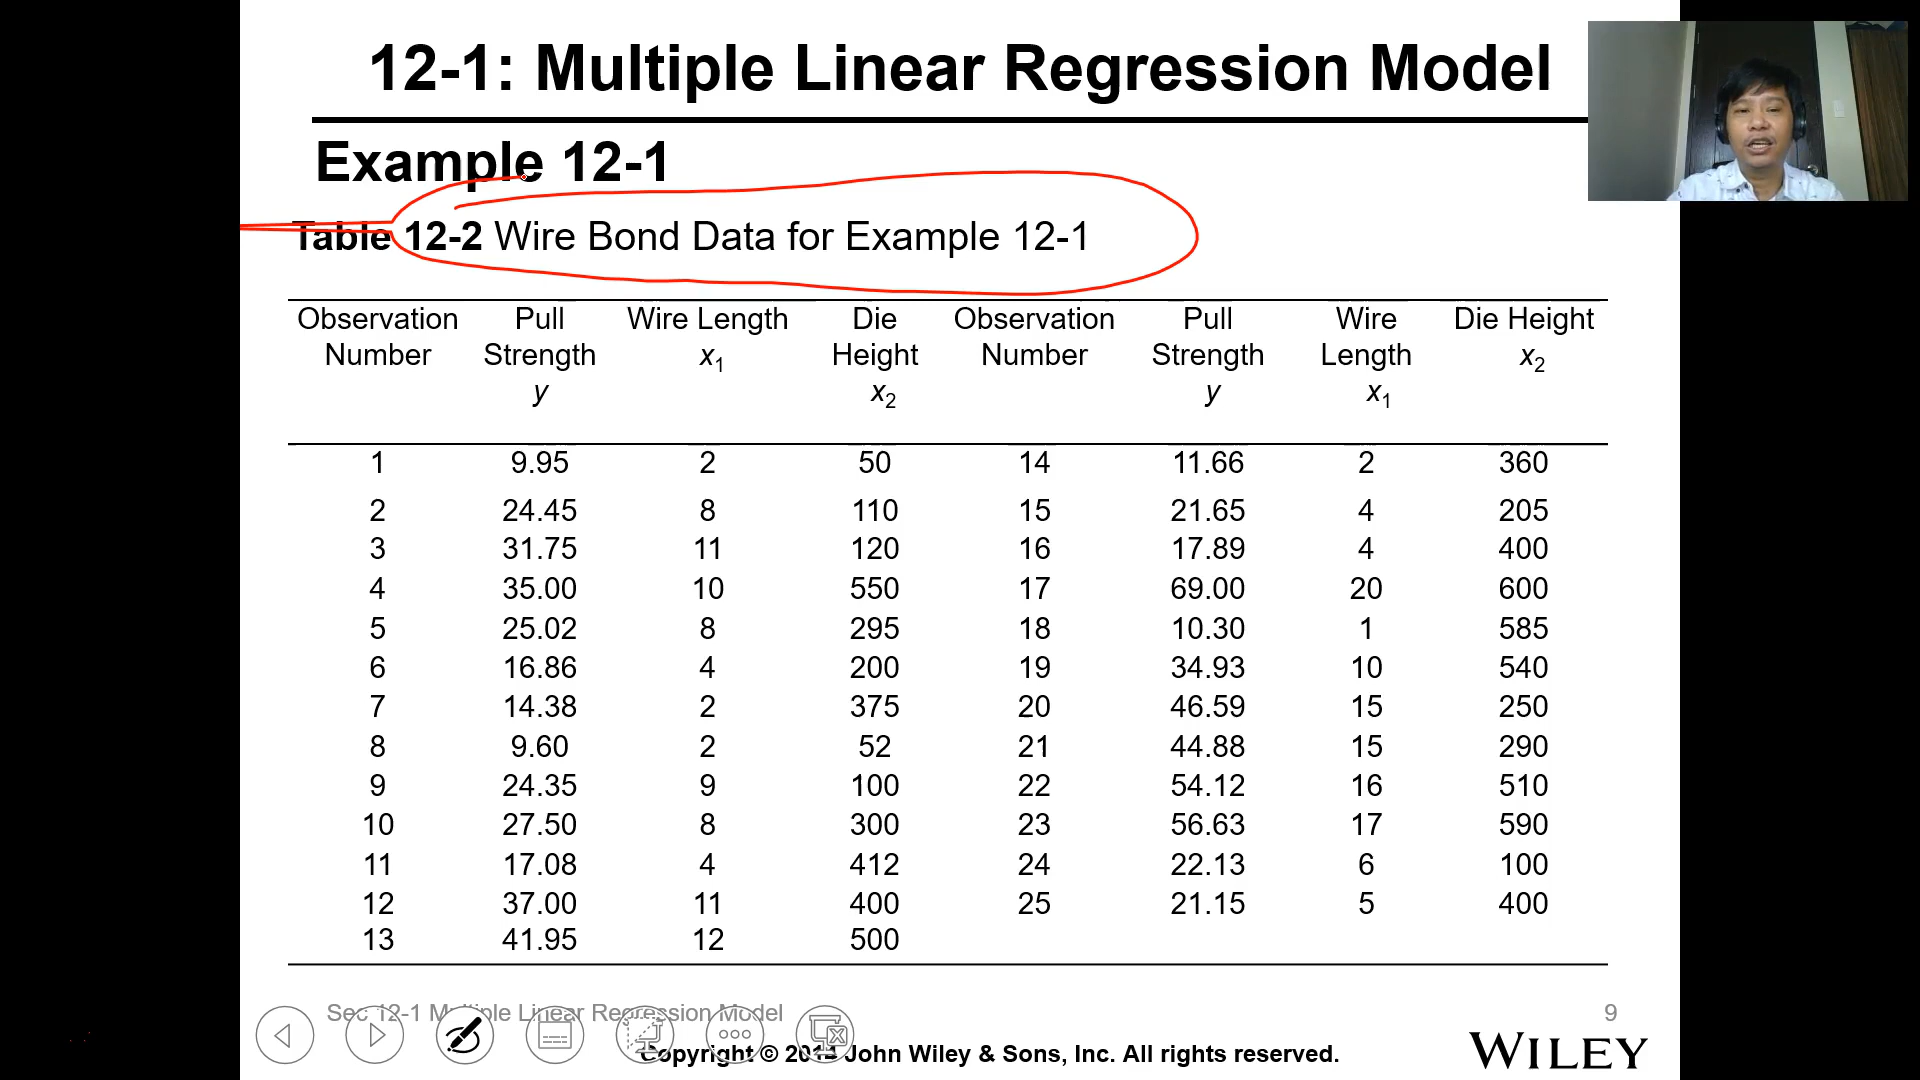 12-1: Multiple Linear Regression Model
Example 12-1
Table 12-2 Wire Bond Data for Example 12-1
Observation Number Pull Strength y Wire Length x1 Die Height x2 Observation Number Pull Strength y Wire Length x1 Die Height x2
1 9.95 2 50 14 11.66 2 360
2 24.45 8 110 15 21.65 4 205
3 31.75 11 120 16 17.89 4 400
4 35.00 10 550 17 69.00 20 600
5 25.02 8 295 18 10.30 1 585
6 16.86 4 200 19 34.93 10 540
7 14.38 2 375 20 46.59 15 250
8 9.60 2 52 21 44.88 15 290
9 24.35 9 100 22 54.12 16 510
10 27.50 8 300 23 56.63 17 590
11 17.08 4 412 24 22.13 6 100
12 37.00 11 400 25 21.15 5 400
13 41.95 12 500
Sec 12-1 Multiple Linear Regression Model 9
Copyright © 2014 John Wiley & Sons, Inc. All rights reserved.
WILEY